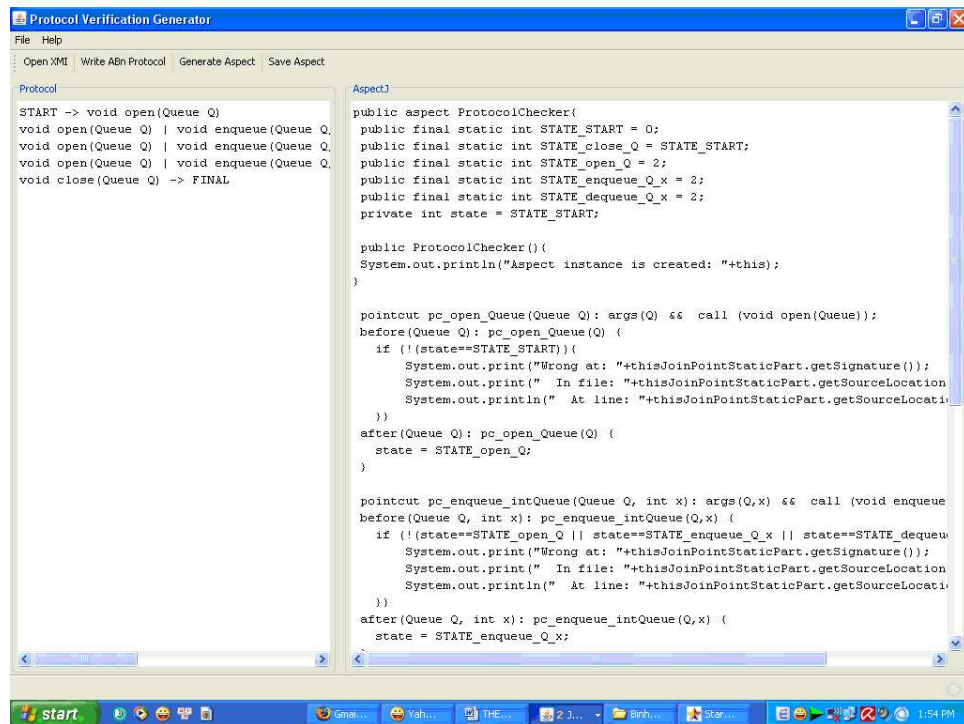 Protocol Verification Generator
File Help
Open XMI Write ABn Protocol Generate Aspect Save Aspect
Protocol
START -> void open(Queue Q)
void open(Queue Q) | void enqueue(Queue Q,
void open(Queue Q) | void enqueue(Queue Q,
void open(Queue Q) | void enqueue(Queue Q,
void close(Queue Q) -> FINAL
AspectJ
public aspect ProtocolChecker{
public final static int STATE_START = 0;
public final static int STATE_close_Q = STATE_START;
public final static int STATE_open_Q = 2;
public final static int STATE_enqueue_Q_x = 2;
public final static int STATE_dequeue_Q_x = 2;
private int state = STATE_START;
public ProtocolChecker(){
System.out.println("Aspect instance is created: "+this);
}
pointcut pc_open_Queue(Queue Q): args(Q) && call (void open(Queue));
before(Queue Q): pc_open_Queue(Q) {
if (!(state==STATE_START)){
System.out.print("Wrong at: "+thisJoinPointStaticPart.getSignature());
System.out.print(" In file: "+thisJoinPointStaticPart.getSourceLocation
System.out.println(" At line: "+thisJoinPointStaticPart.getSourceLocati
}}
after(Queue Q): pc_open_Queue(Q) {
state = STATE_open_Q;
}
pointcut pc_enqueue_intQueue(Queue Q, int x): args(Q,x) && call (void enqueue
before(Queue Q, int x): pc_enqueue_intQueue(Q,x) {
if (!(state==STATE_open_Q || state==STATE_enqueue_Q_x || state==STATE_dequeu
System.out.print("Wrong at: "+thisJoinPointStaticPart.getSignature());
System.out.print(" In file: "+thisJoinPointStaticPart.getSourceLocation
System.out.println(" At line: "+thisJoinPointStaticPart.getSourceLocati
}}
after(Queue Q, int x): pc_enqueue_intQueue(Q,x) {
state = STATE_enqueue_Q_x;
start Gmai... Yah... THE... 2 J... Binh... Star... 1:54 PM